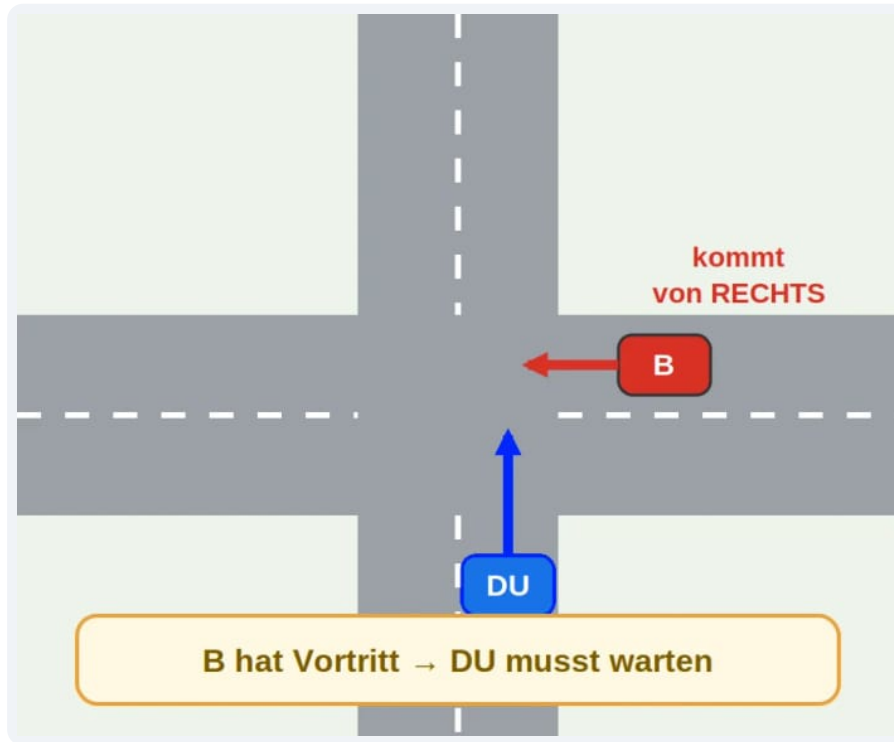 kommt
von RECHTS
B
DU
B hat Vortritt → DU musst warten